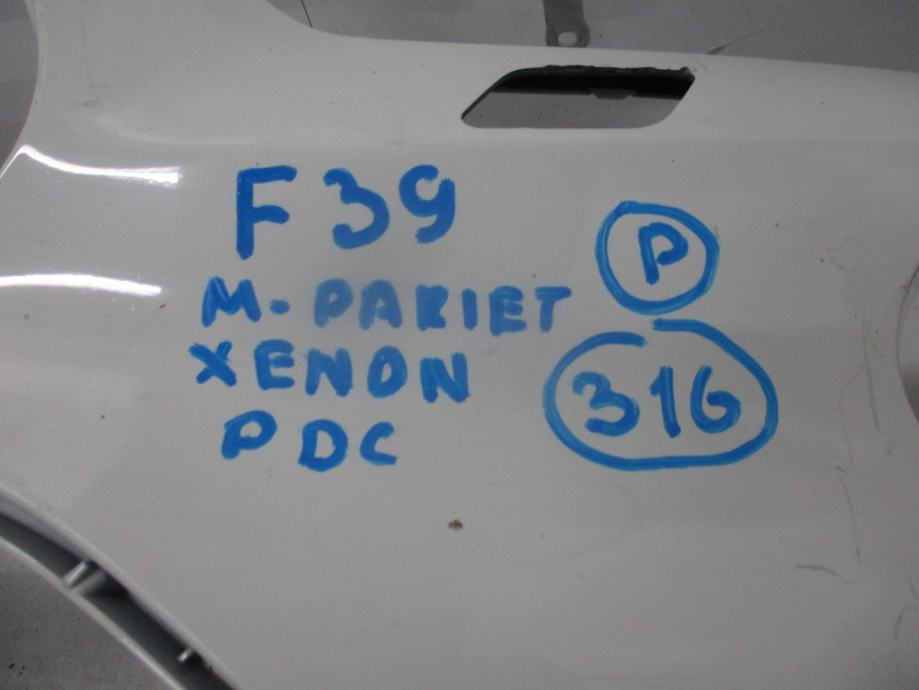 F39
P
M-PAKIET
XENON
316
PDC